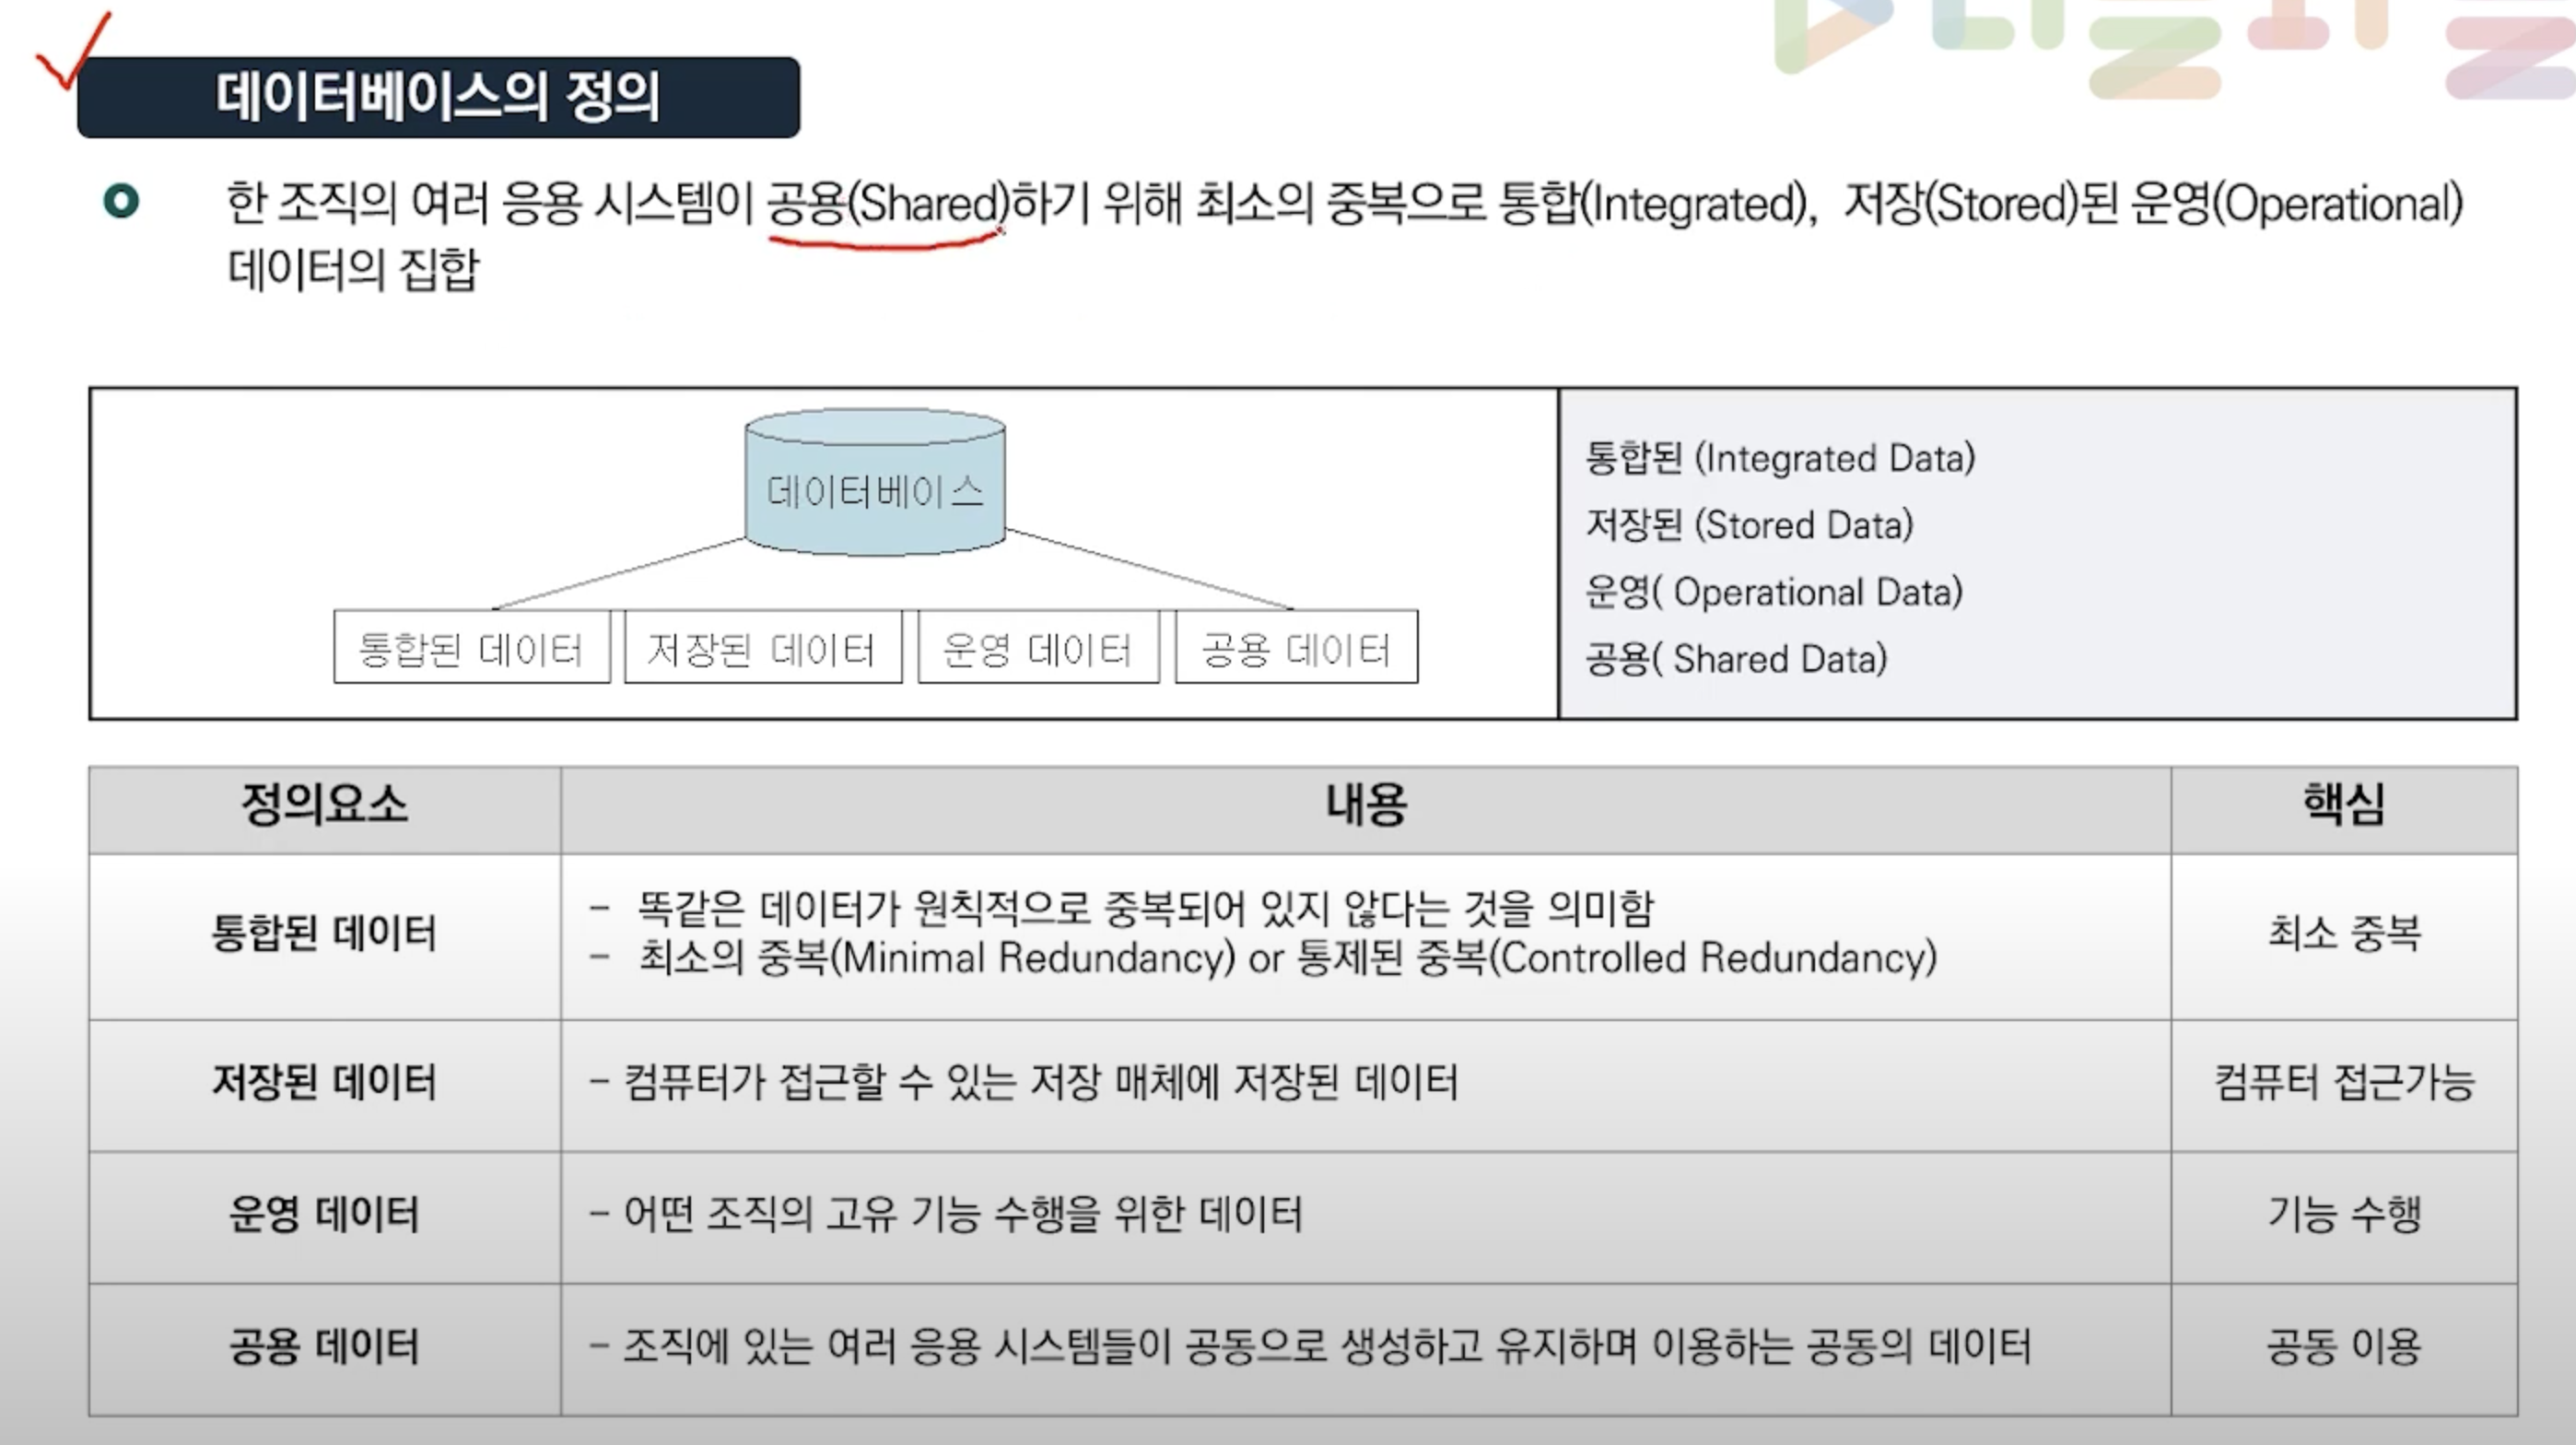 데이터베이스의 정의
한 조직의 여러 응용 시스템이 공용(Shared)하기 위해 최소의 중복으로 통합(Integrated), 저장(Stored)된 운영(Operational)
데이터의 집합
데이터베이스
통합된 데이터 저장된 데이터 운영 데이터 공용 데이터
통합된 (Integrated Data)
저장된 (Stored Data)
운영( Operational Data)
공용( Shared Data)
정의요소 내용 핵심
통합된 데이터
- 똑같은 데이터가 원칙적으로 중복되어 있지 않다는 것을 의미함
- 최소의 중복(Minimal Redundancy) or 통제된 중복(Controlled Redundancy)
최소 중복
저장된 데이터 - 컴퓨터가 접근할 수 있는 저장 매체에 저장된 데이터 컴퓨터 접근가능
운영 데이터 - 어떤 조직의 고유 기능 수행을 위한 데이터 기능 수행
공용 데이터 - 조직에 있는 여러 응용 시스템들이 공동으로 생성하고 유지하며 이용하는 공동의 데이터 공동 이용